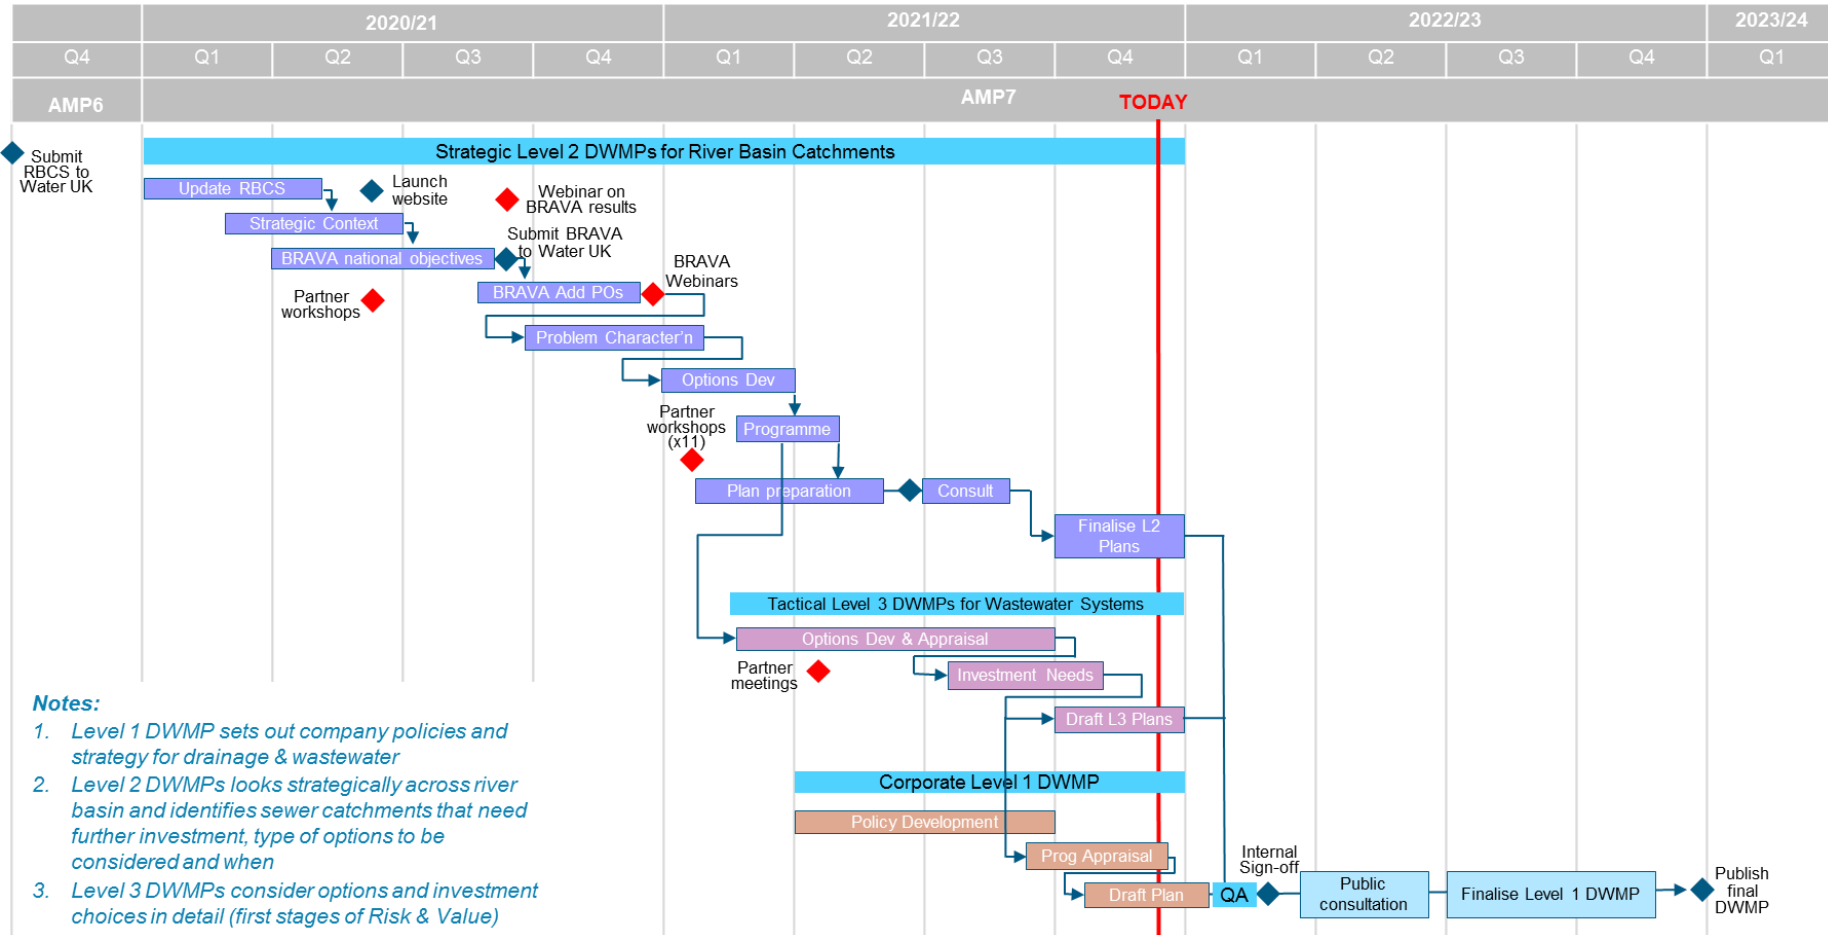 2020/21
2021/22
2022/23
2023/24
Q4
Q1
Q2
Q3
Q4
Q1
Q2
Q3
Q4
Q1
Q2
Q3
Q4
Q1
AMP6
AMP7
TODAY
Strategic Level 2 DWMPs for River Basin Catchments
Submit
RBCS to
Water UK
Update RBCS
Launch
website
Webinar on
BRAVA results
Strategic Context
Submit BRAVA
to Water UK
BRAVA national objectives
BRAVA
Webinars
BRAVA Add POs
Partner
workshops
Problem Character'n
Options Dev
Partner
workshops
(x11)
Programme
Plan preparation
Consult
Finalise L2
Plans
Tactical Level 3 DWMPs for Wastewater Systems
Options Dev & Appraisal
Partner
meetings
Investment Needs
Draft L3 Plans
Corporate Level 1 DWMP
Policy Development
Prog Appraisal
Internal
Sign-off
Draft Plan
QA
Public
consultation
Finalise Level 1 DWMP
Publish
final
DWMP
Notes:
1. Level 1 DWMP sets out company policies and
strategy for drainage & wastewater
2. Level 2 DWMPs looks strategically across river
basin and identifies sewer catchments that need
further investment, type of options to be
considered and when
3. Level 3 DWMPs consider options and investment
choices in detail (first stages of Risk & Value)